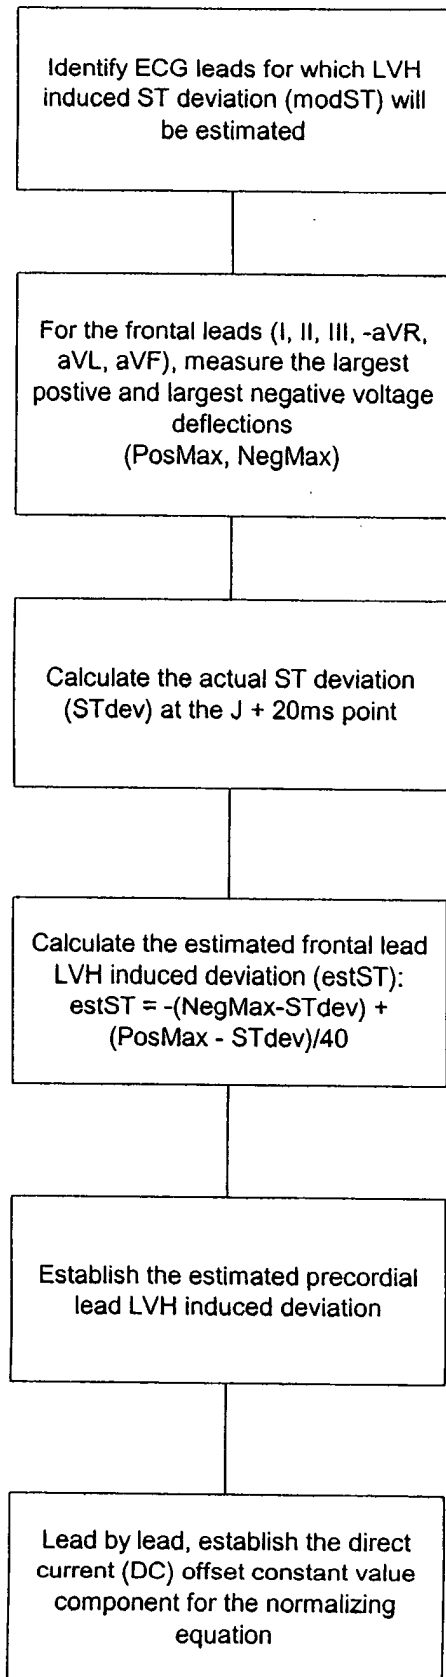 Identify ECG leads for which LVH
induced ST deviation (modST) will
be estimated
For the frontal leads (I, II, III, -aVR,
aVL, aVF), measure the largest
postive and largest negative voltage
deflections
(PosMax, NegMax)
Calculate the actual ST deviation
(STdev) at the J + 20ms point
Calculate the estimated frontal lead
LVH induced deviation (estST):
estST = -(NegMax-STdev) +
(PosMax - STdev)/40
Establish the estimated precordial
lead LVH induced deviation
Lead by lead, establish the direct
current (DC) offset constant value
component for the normalizing
equation